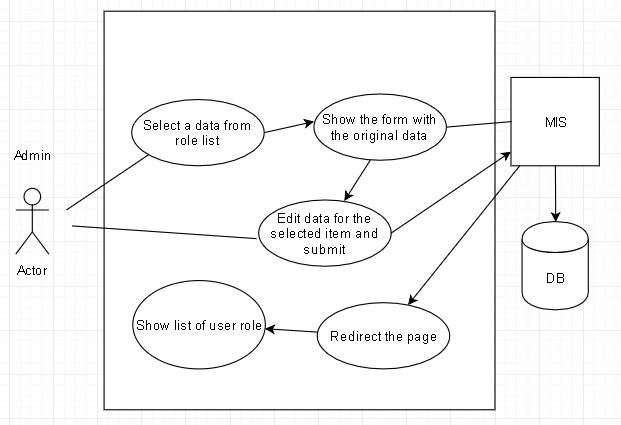 Admin
Actor
Select a data from
role list
Show the form with
the original data
Edit data for the
selected item and
submit
Show list of user role
Redirect the page
MIS
DB